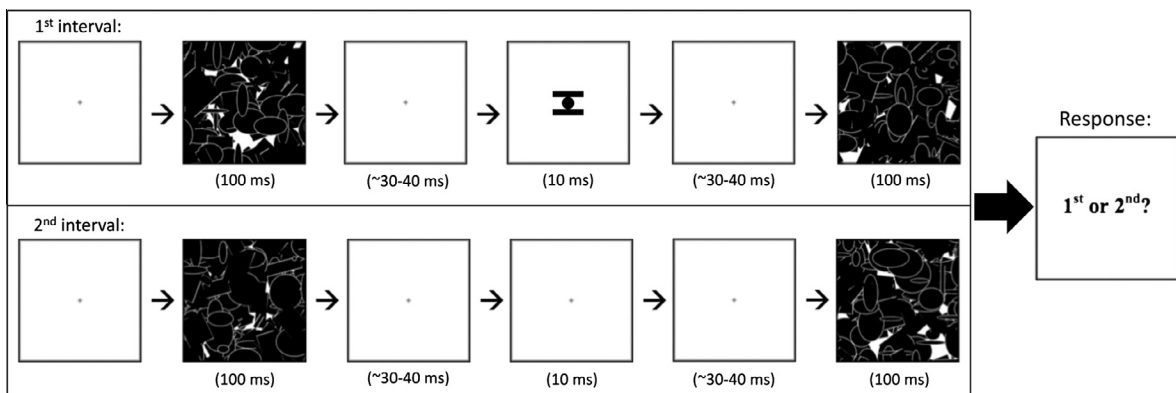 1st interval:
(100 ms)
(~30-40 ms)
(10 ms)
(~30-40 ms)
(100 ms)
2nd interval:
(100 ms)
(~30-40 ms)
(10 ms)
(~30-40 ms)
(100 ms)
Response:
1st or 2nd?